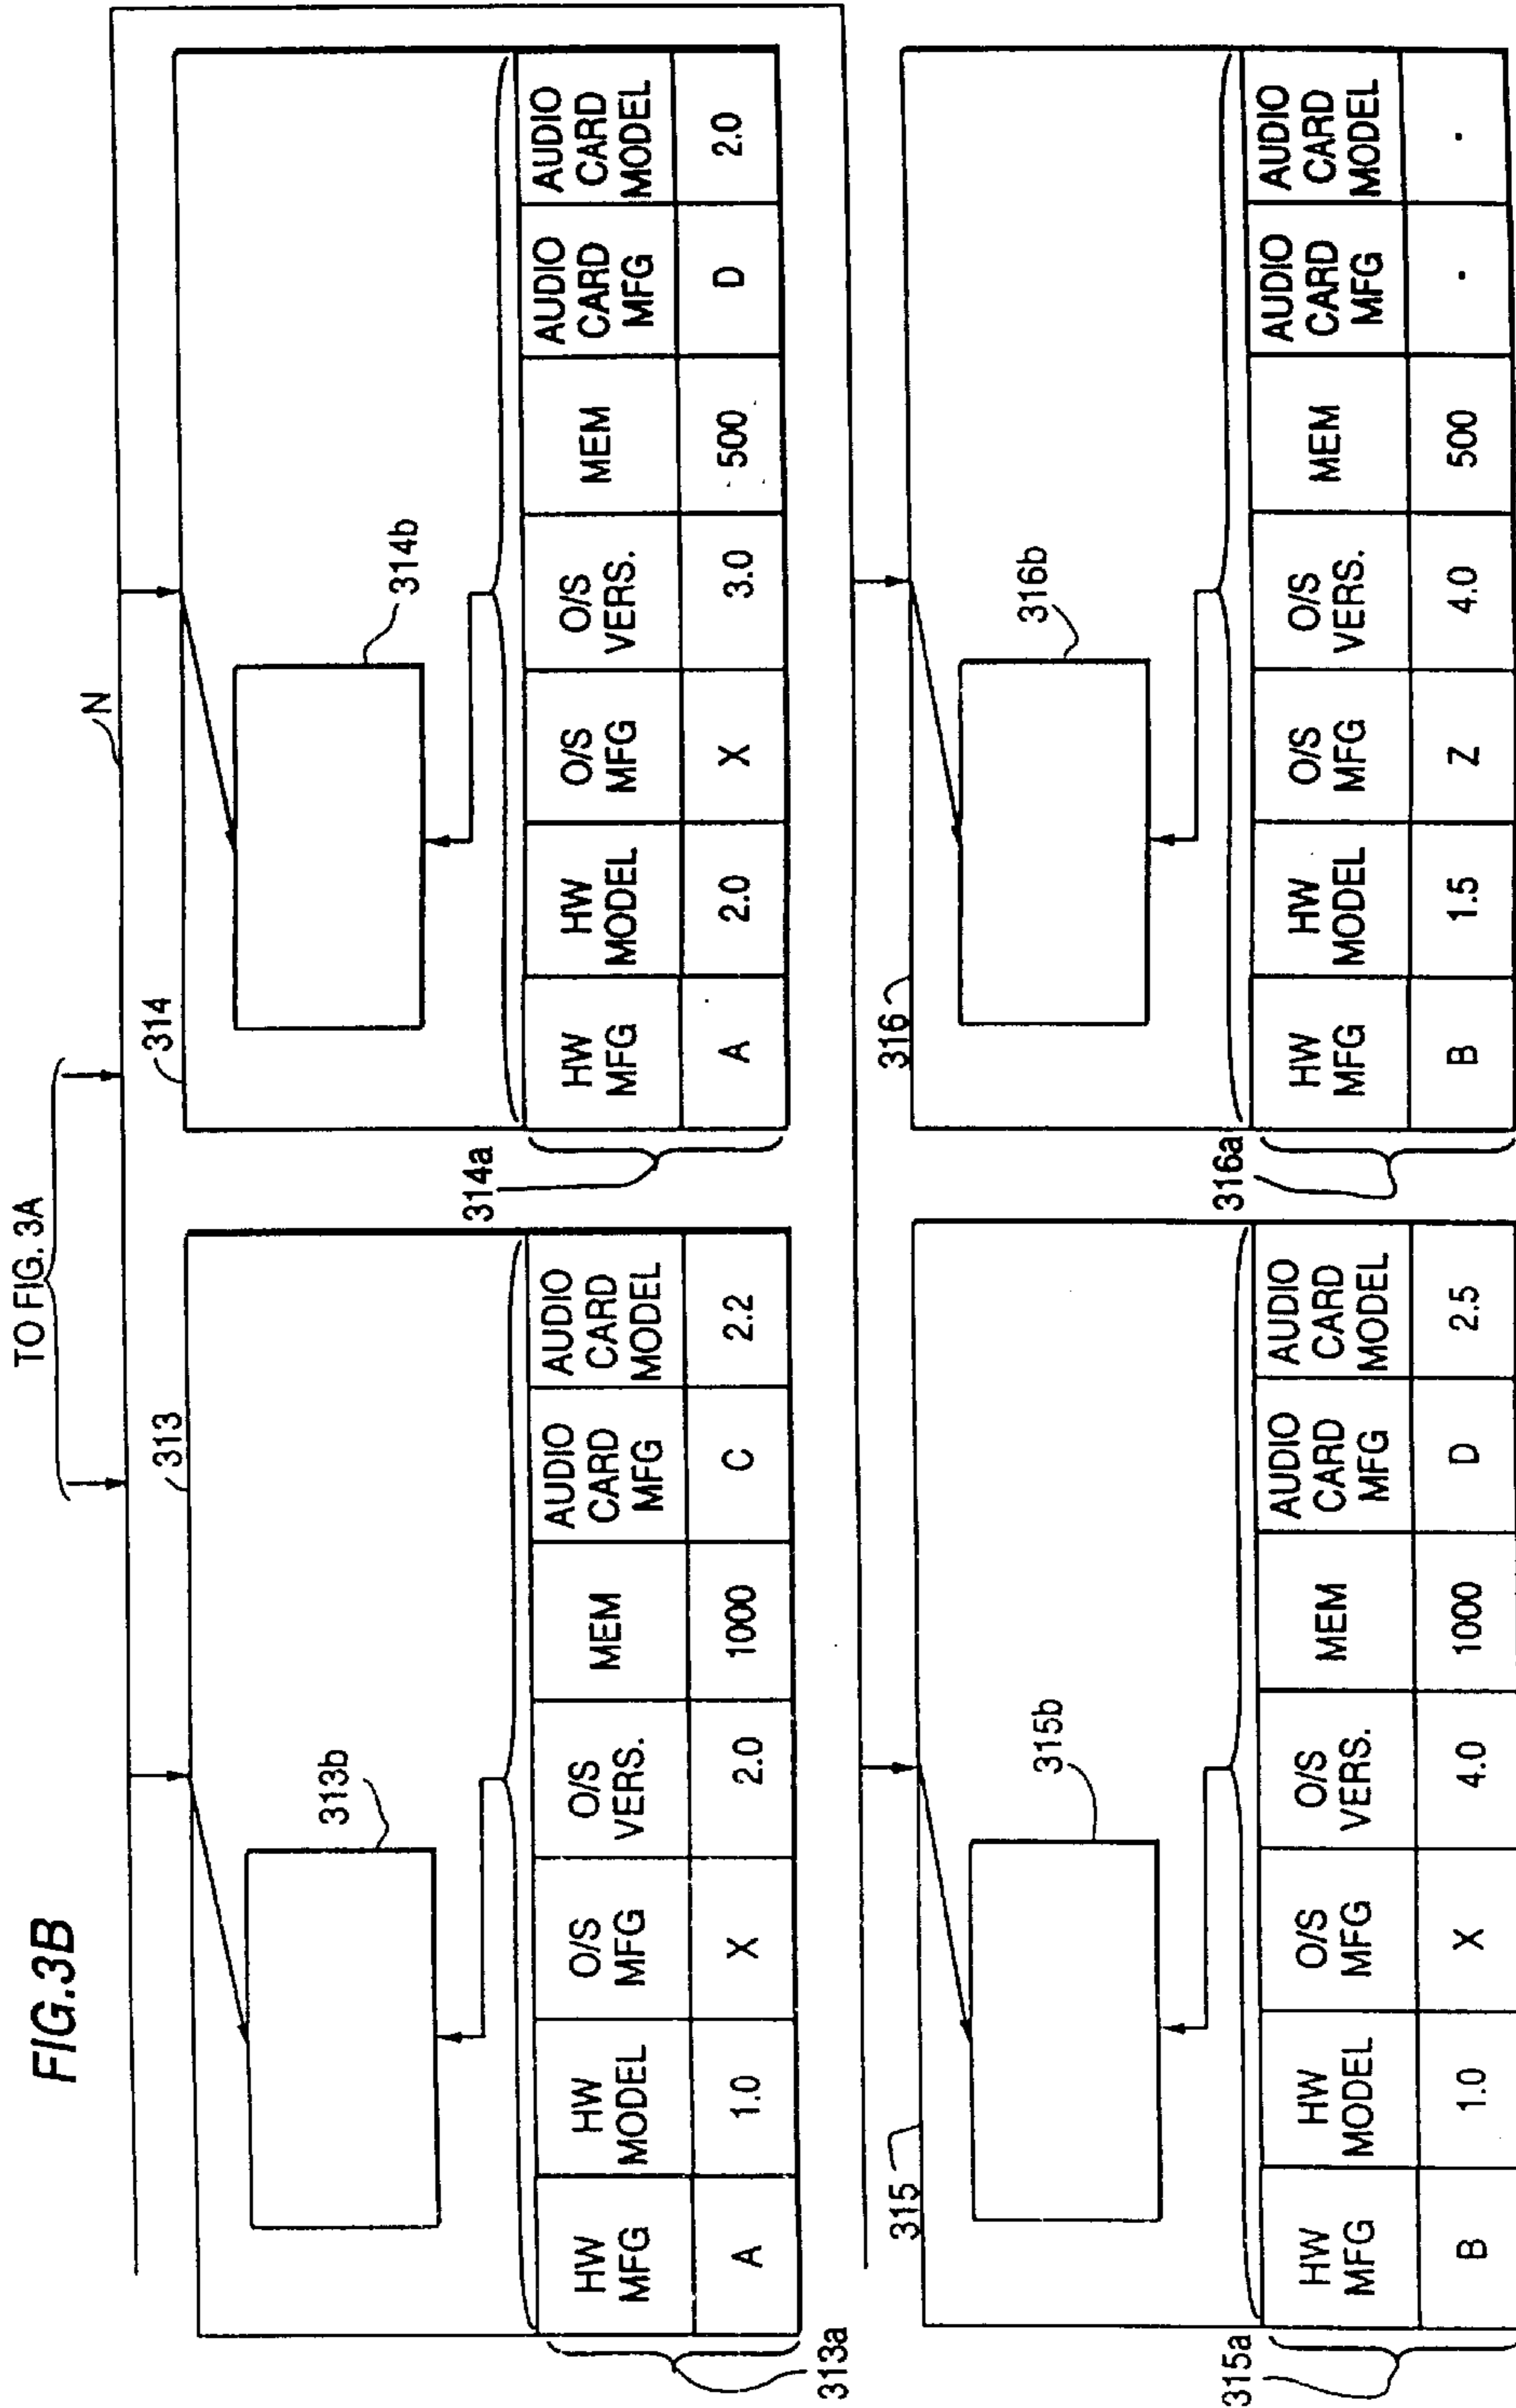 FIG.3B
TO FIG. 3A
N
313
313b
HW MFG | HW MODEL | O/S MFG | O/S VERS. | MEM | AUDIO CARD MFG | AUDIO CARD MODEL
A | 1.0 | X | 2.0 | 1000 | C | 2.2
313a
314
314b
HW MFG | HW MODEL | O/S MFG | O/S VERS. | MEM | AUDIO CARD MFG | AUDIO CARD MODEL
A | 2.0 | X | 3.0 | 500 | D | 2.0
314a
315
315b
HW MFG | HW MODEL | O/S MFG | O/S VERS. | MEM | AUDIO CARD MFG | AUDIO CARD MODEL
B | 1.0 | X | 4.0 | 1000 | D | 2.5
315a
316
316b
HW MFG | HW MODEL | O/S MFG | O/S VERS. | MEM | AUDIO CARD MFG | AUDIO CARD MODEL
B | 1.5 | Z | 4.0 | 500 | - | -
316a